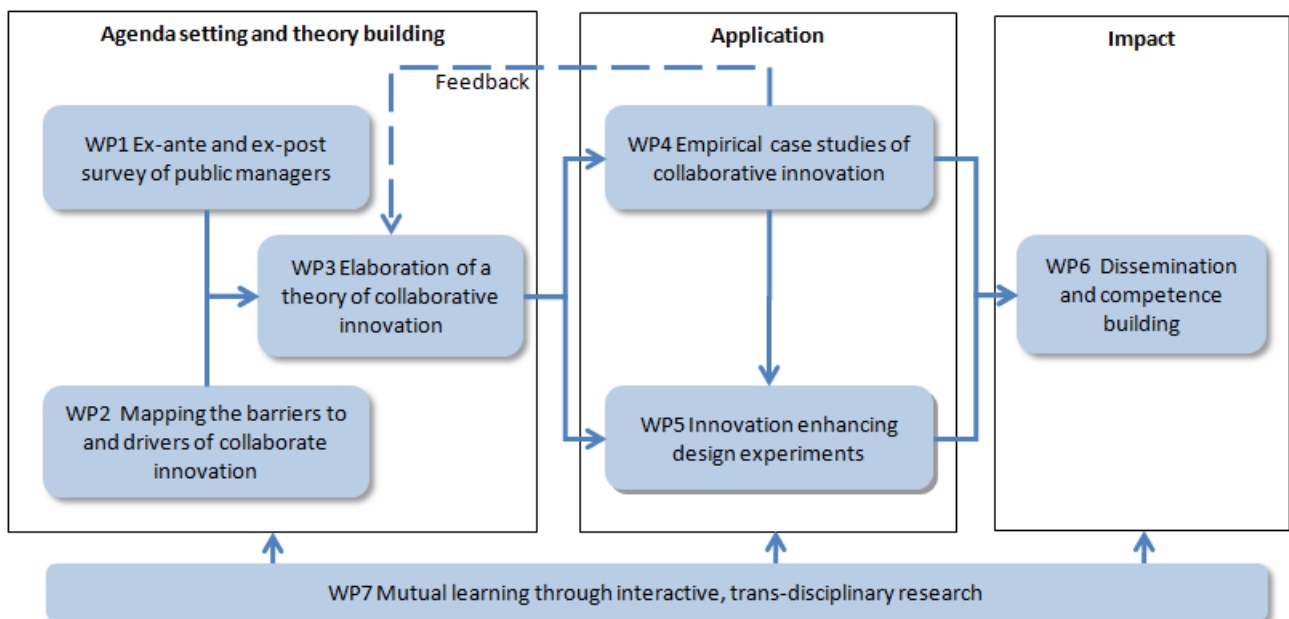 Agenda setting and theory building
Application
Impact
Feedback
WP1 Ex-ante and ex-post
survey of public managers
WP4 Empirical case studies of
collaborative innovation
WP3 Elaboration of a
theory of collaborative
innovation
WP6 Dissemination
and competence
building
WP2 Mapping the barriers to
and drivers of collaborate
innovation
WP5 Innovation enhancing
design experiments
WP7 Mutual learning through interactive, trans-disciplinary research